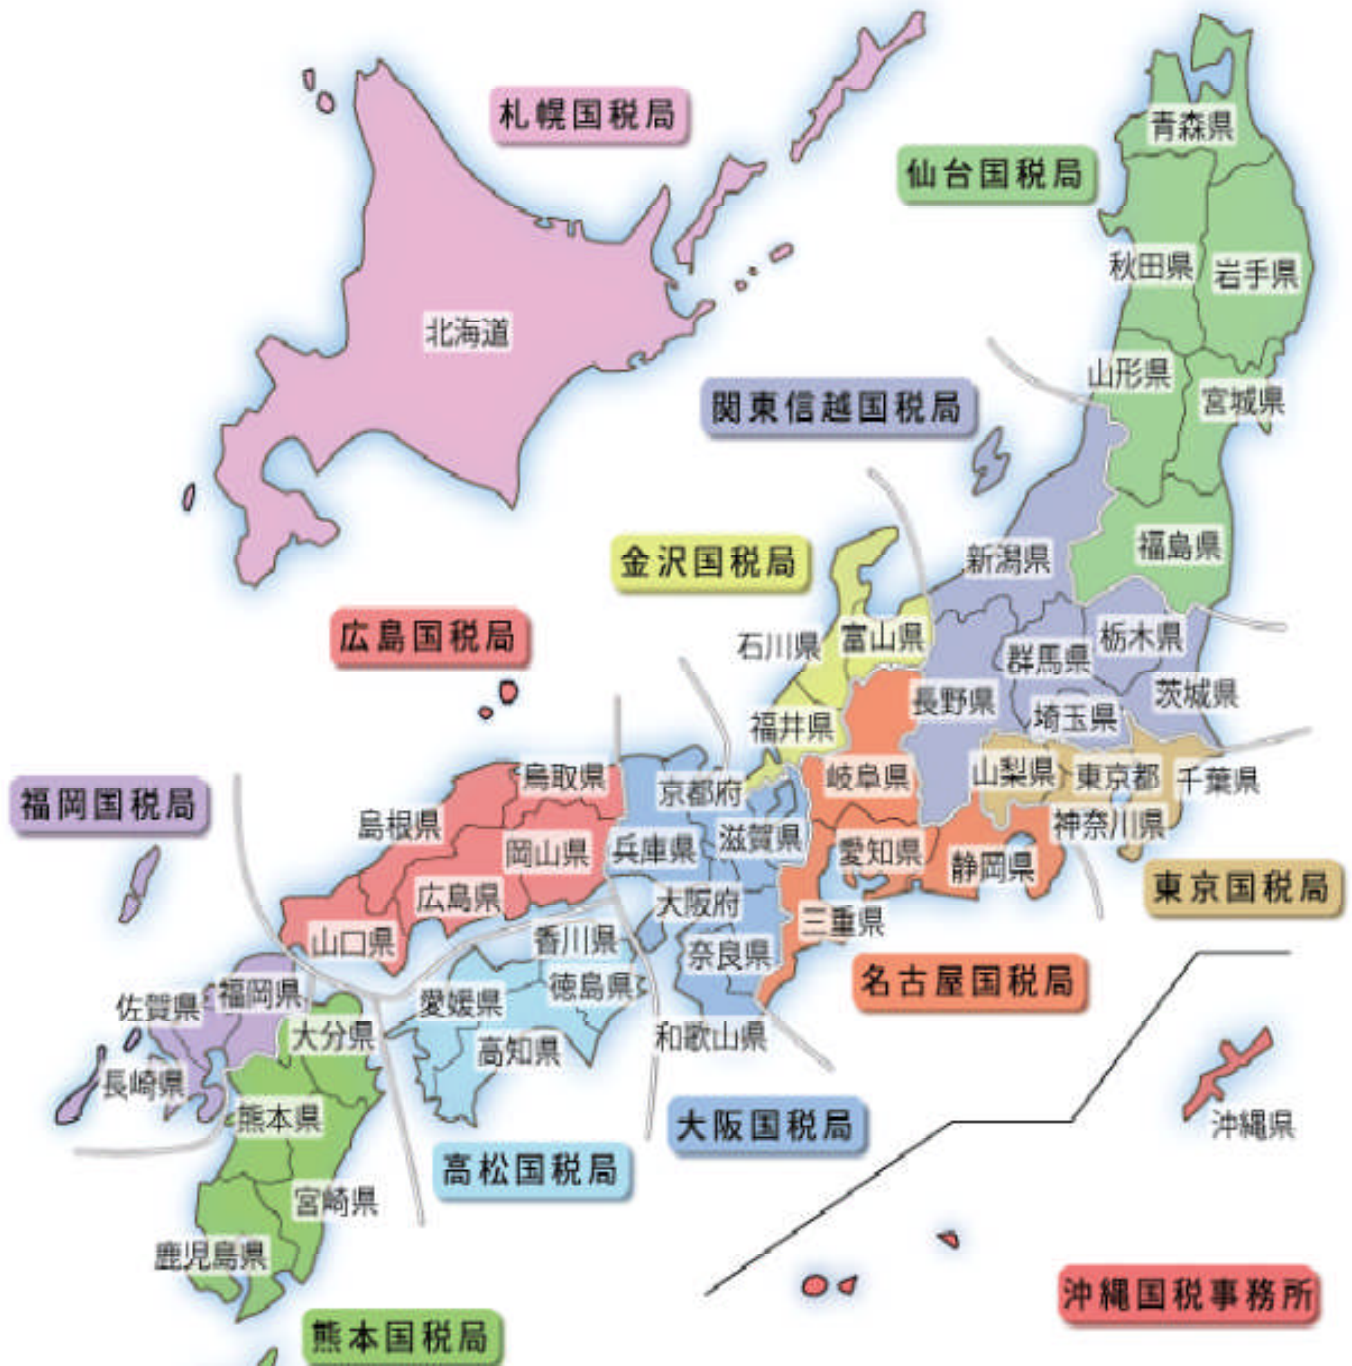 札幌国税局
青森県
仙台国税局
秋田県
岩手県
北海道
山形県
宮城県
関東信越国税局
新潟県
福島県
金沢国税局
広島国税局
石川県
富山県
群馬県
栃木県
長野県
茨城県
埼玉県
福井県
鳥取県
京都府
岐阜県
山梨県
東京都
千葉県
福岡国税局
島根県
岡山県
兵庫県
滋賀県
愛知県
静岡県
神奈川県
広島県
大阪府
東京国税局
山口県
香川県
奈良県
三重県
佐賀県
福岡県
愛媛県
徳島県
名古屋国税局
大分県
高知県
和歌山県
長崎県
熊本県
大阪国税局
沖縄県
高松国税局
宮崎県
鹿児島県
沖縄国税事務所
熊本国税局